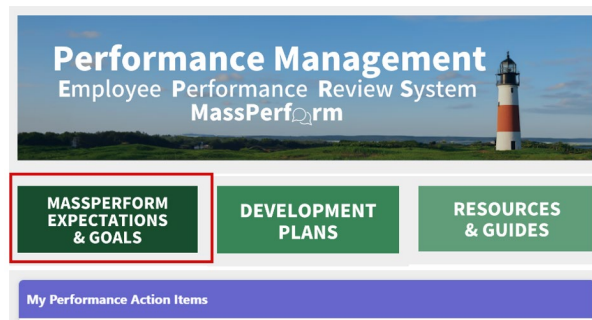 Performance Management
Employee Performance Review System
MassPerform
MASSPERFORM
EXPECTATIONS
& GOALS
DEVELOPMENT
PLANS
RESOURCES
& GUIDES
My Performance Action Items